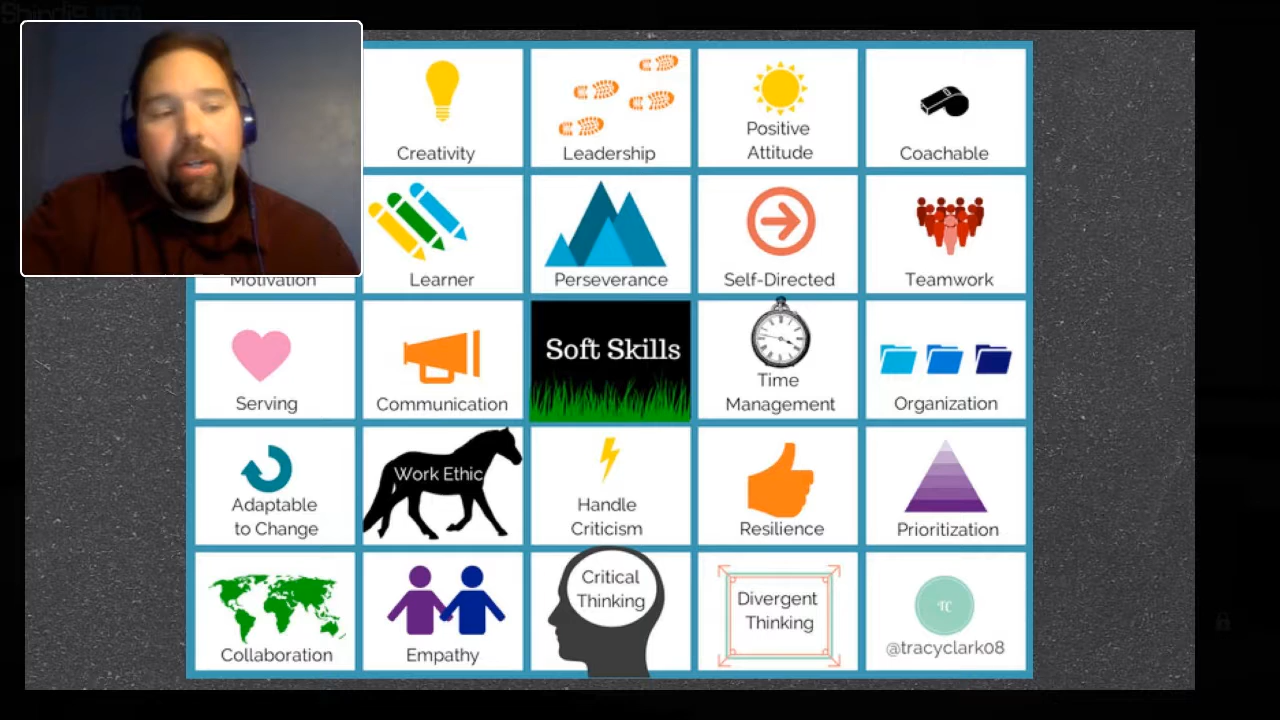 Creativity
Leadership
Positive
Attitude
Coachable
Motivation
Learner
Perseverance
Self-Directed
Teamwork
Serving
Communication
Soft Skills
Time
Management
Organization
Adaptable
to Change
Work Ethic
Handle
Criticism
Resilience
Prioritization
Collaboration
Empathy
Critical
Thinking
Divergent
Thinking
TC
@tracyclark08